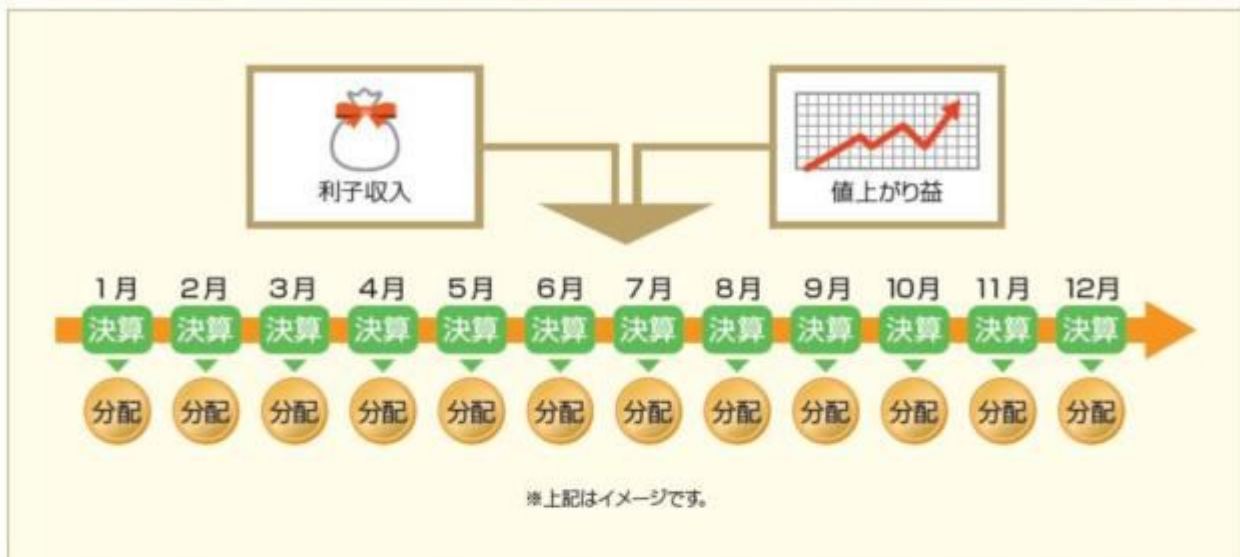 利子収入
値上がり益
1月 2月 3月 4月 5月 6月 7月 8月 9月 10月 11月 12月
決算 決算 決算 決算 決算 決算 決算 決算 決算 決算 決算 決算
分配 分配 分配 分配 分配 分配 分配 分配 分配 分配 分配 分配
※上記はイメージです。